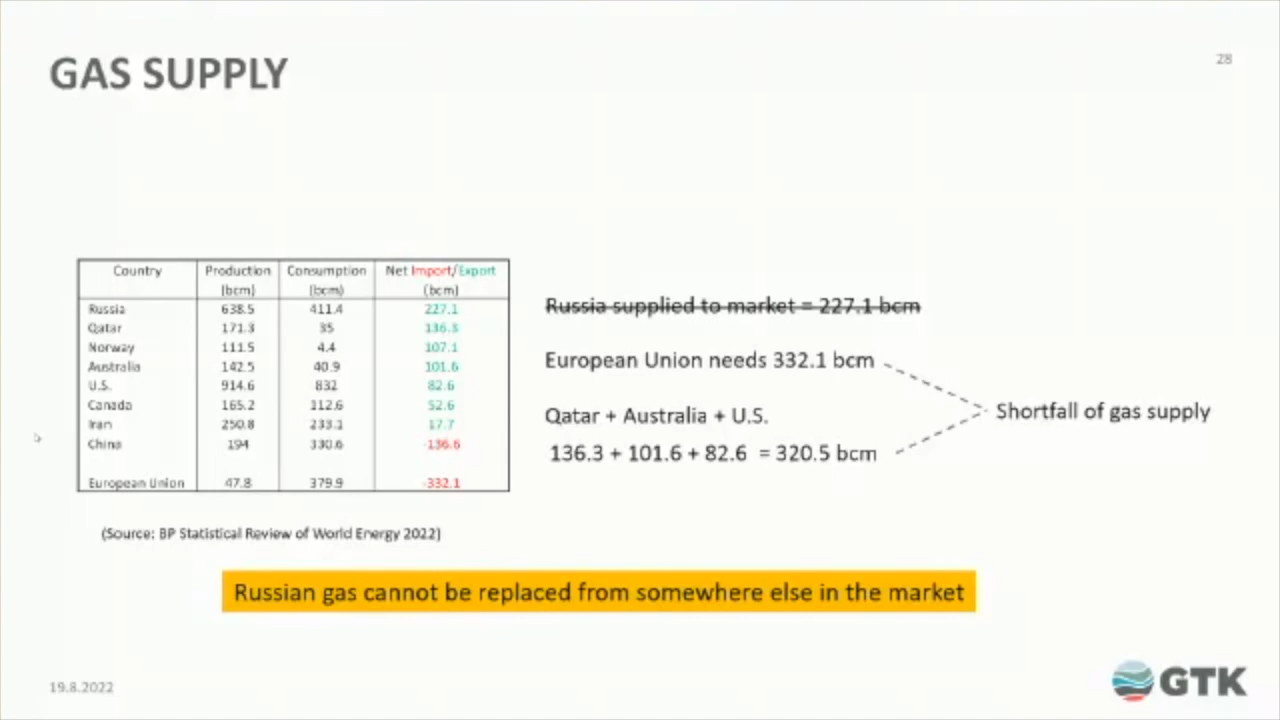 GAS SUPPLY
28
Country Production Consumption Net Import/Export
(bcm) (bcm) (bcm)
Russia 638.5 411.4 227.1
Qatar 171.3 35 136.3
Norway 111.5 4.4 107.1
Australia 142.5 40.9 101.6
U.S. 914.6 832 82.6
Canada 165.2 112.6 52.6
Iran 250.8 233.1 17.7
China 194 330.6 -136.6
European Union 47.8 379.9 -332.1
(Source: BP Statistical Review of World Energy 2022)
Russia supplied to market = 227.1 bcm
European Union needs 332.1 bcm
Qatar + Australia + U.S.
136.3 + 101.6 + 82.6 = 320.5 bcm
Shortfall of gas supply
Russian gas cannot be replaced from somewhere else in the market
19.8.2022
GTK